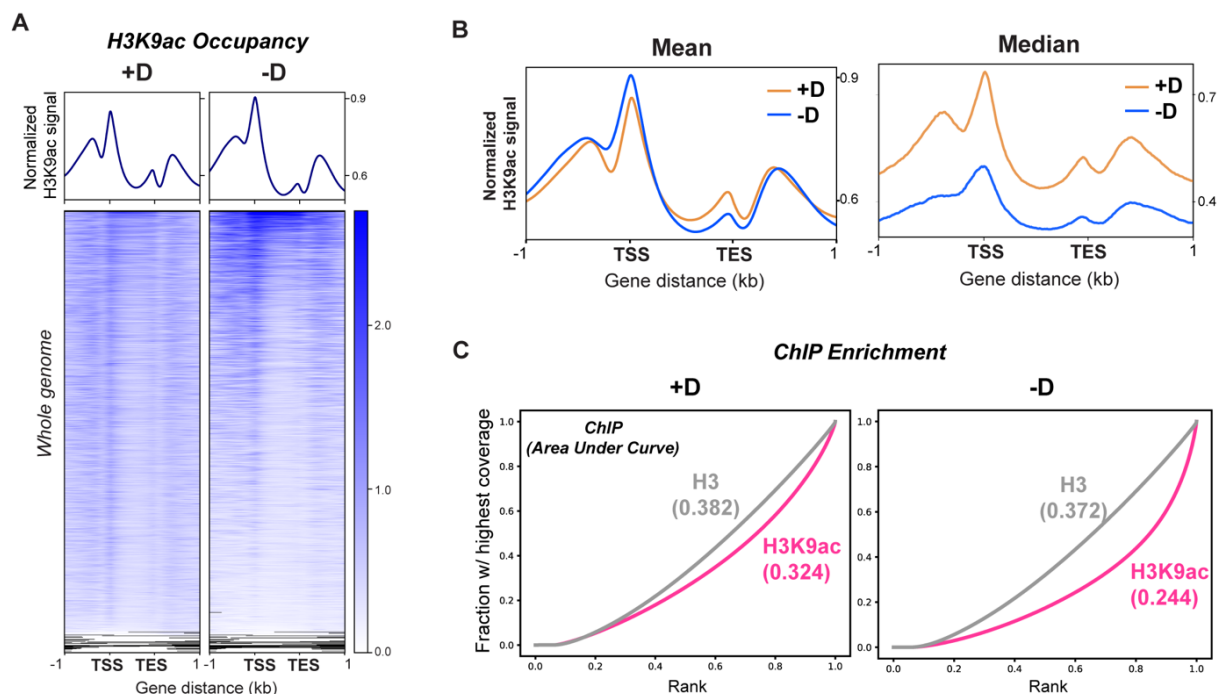 A
H3K9ac Occupancy
+D
-D
Normalized
H3K9ac signal
0.9
0.6
Whole genome
2.0
1.0
0.0
-1 TSS TES -1 TSS TES 1
Gene distance (kb)
B
Mean
Median
Normalized
H3K9ac signal
+D
-D
0.9
0.6
-1 TSS TES 1
Gene distance (kb)
+D
-D
0.7
0.4
-1 TSS TES 1
Gene distance (kb)
C
ChIP Enrichment
+D
-D
Fraction w/ highest coverage
1.0
0.8
0.6
0.4
0.2
0.0
ChIP
(Area Under Curve)
H3
(0.382)
H3K9ac
(0.324)
0.0 0.2 0.4 0.6 0.8 1.0
Rank
1.0
0.8
0.6
0.4
0.2
0.0
H3
(0.372)
H3K9ac
(0.244)
0.0 0.2 0.4 0.6 0.8 1.0
Rank